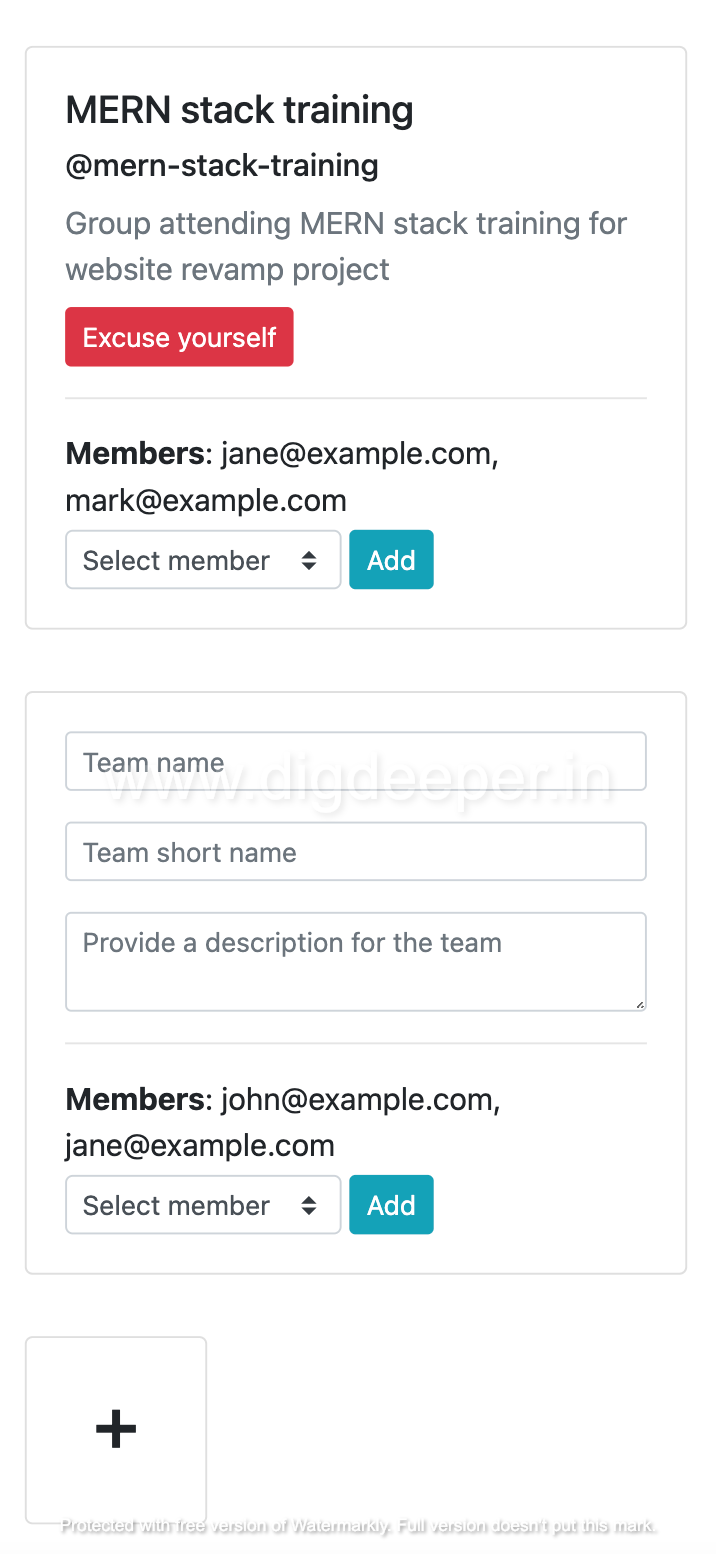 MERN stack training
@mern-stack-training
Group attending MERN stack training for
website revamp project
Excuse yourself
Members: jane@example.com,
mark@example.com
Select member
Add
Team name
www.digdeeper.in
Team short name
Provide a description for the team
Members: john@example.com,
jane@example.com
Select member
Add
+
Protected with free version of Watermarkly. Full version doesn't put this mark.